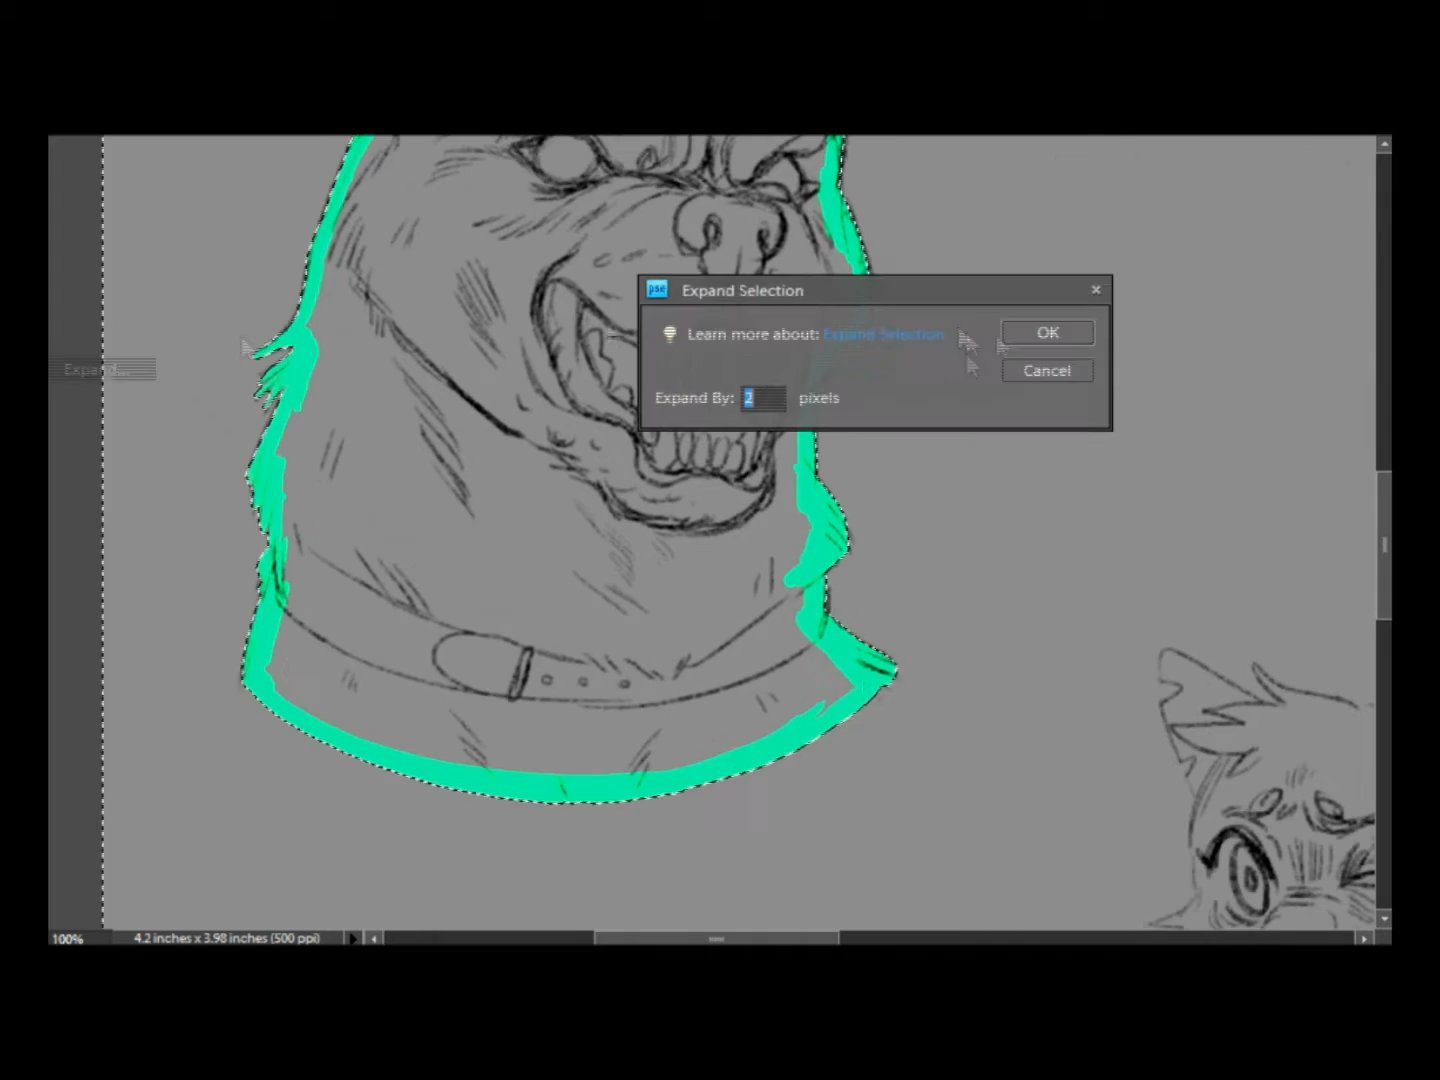 pse Expand Selection
Learn more about: Expand Selection
OK
Expand...
Cancel
Expand By: 2 pixels
100% 4.2 inches x 3.98 inches (500 ppi)